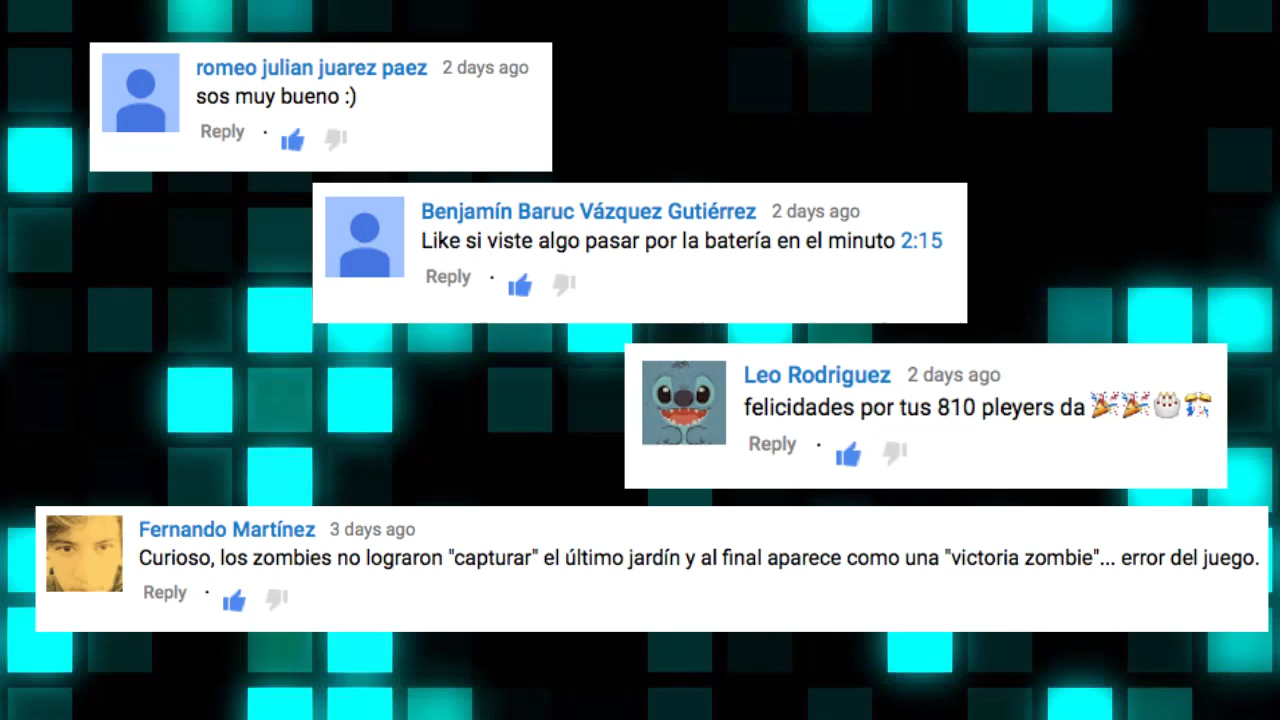 romeo julian juarez paez 2 days ago
sos muy bueno :)
Reply ·
Benjamín Baruc Vázquez Gutiérrez 2 days ago
Like si viste algo pasar por la batería en el minuto 2:15
Reply ·
Leo Rodriguez 2 days ago
felicidades por tus 810 pleyers da 🎉🎉🎂🎊
Reply ·
Fernando Martínez 3 days ago
Curioso, los zombies no lograron "capturar" el último jardín y al final aparece como una "victoria zombie"... error del juego.
Reply ·